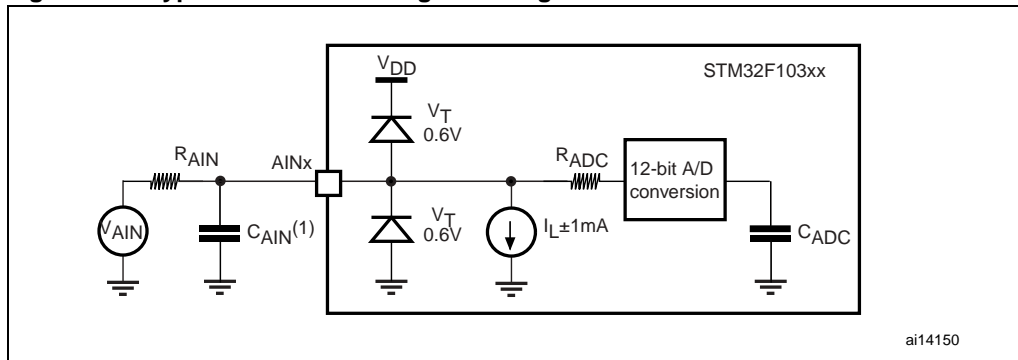 V_DD
STM32F103xx
V_T
0.6V
R_AIN
AINx
R_ADC
12-bit A/D
conversion
V_AIN
C_AIN(1)
V_T
0.6V
I_L±1mA
C_ADC
ai14150